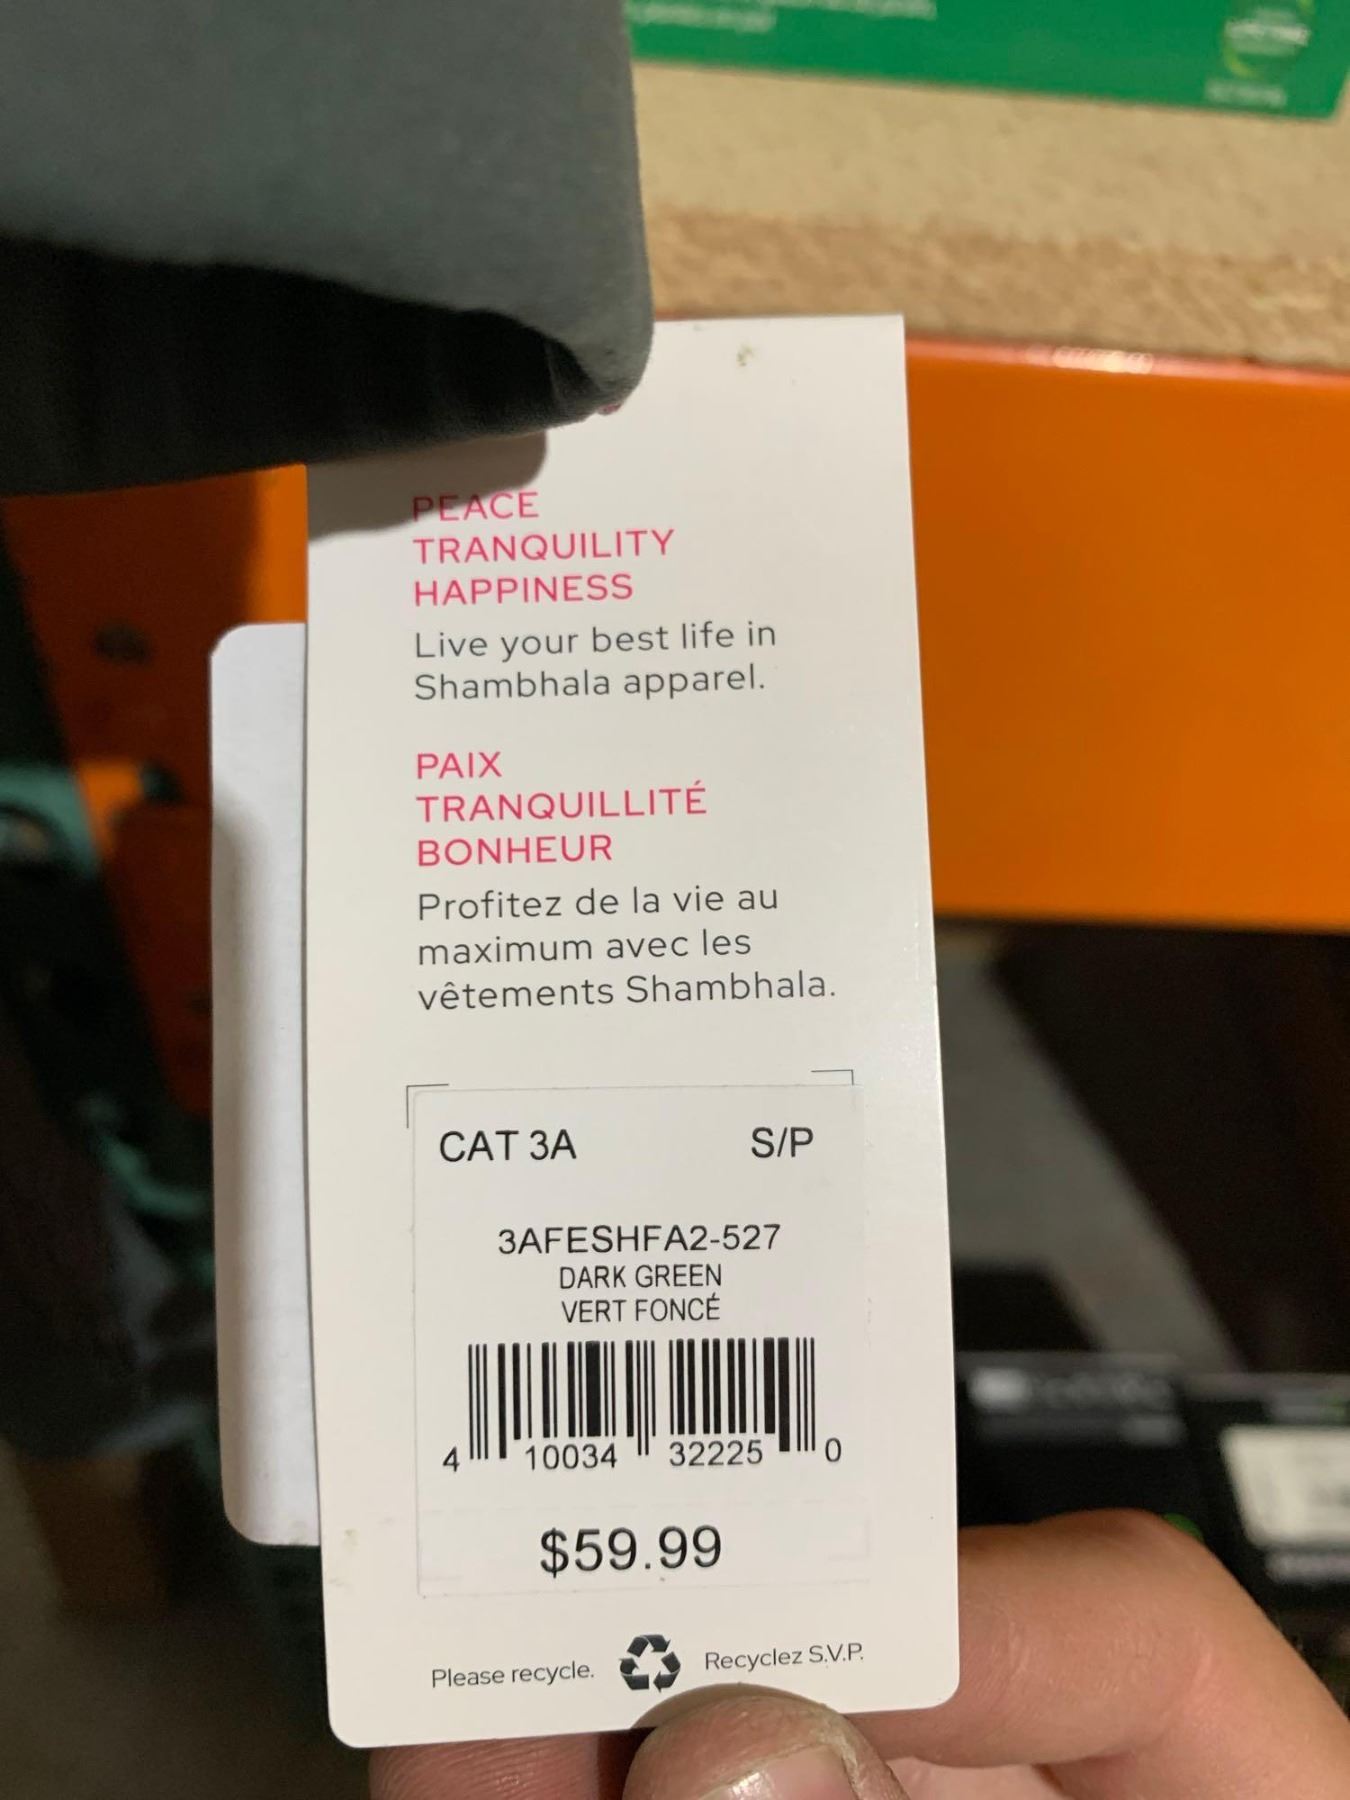 PEACE
TRANQUILITY
HAPPINESS
Live your best life in
Shambhala apparel.
PAIX
TRANQUILLITÉ
BONHEUR
Profitez de la vie au
maximum avec les
vêtements Shambhala.
CAT 3A S/P
3AFESHFA2-527
DARK GREEN
VERT FONCÉ
4 10034 32225 0
$59.99
Please recycle. Recyclez S.V.P.